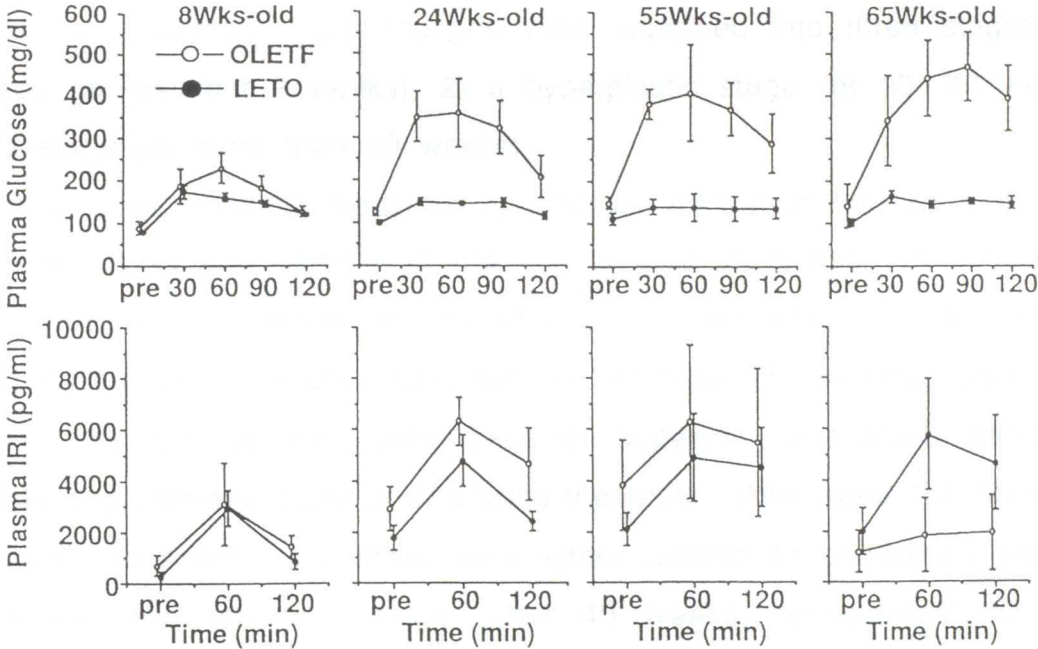 8Wks-old 24Wks-old 55Wks-old 65Wks-old
Plasma Glucose (mg/dl)
600
500
400
300
200
150
100
0
OLETF
LETO
pre 30 60 90 120
pre 30 60 90 120
pre 30 60 90 120
pre 30 60 90 120
Plasma IRI (pg/ml)
10000
8000
6000
4000
2000
0
pre 60 120
pre 60 120
pre 60 120
pre 60 120
Time (min) Time (min) Time (min) Time (min)